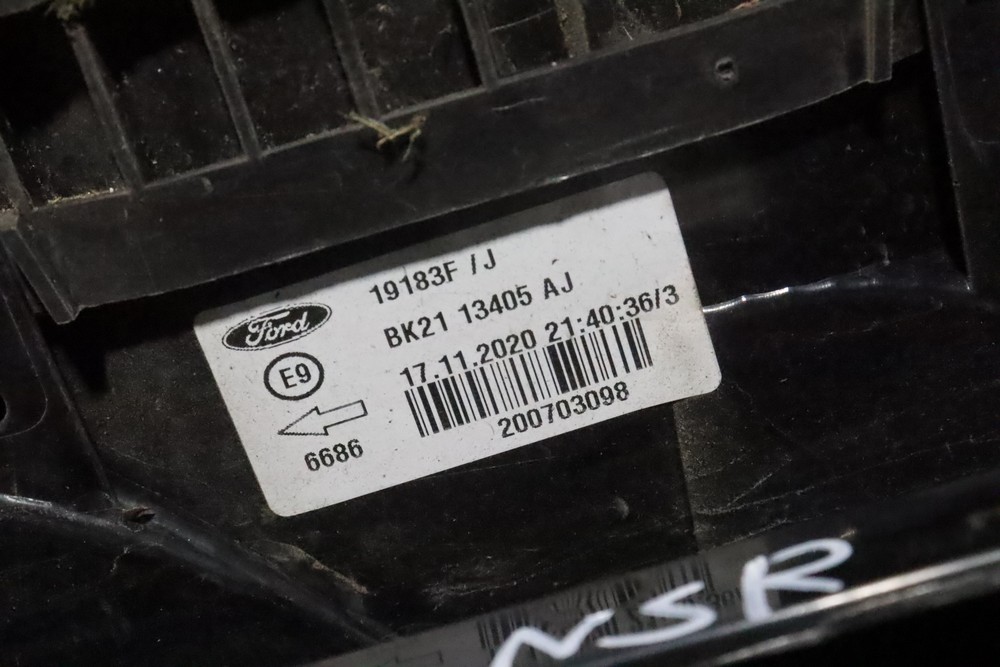 19183F /J
Ford
BK21 13405 AJ
E9
17.11.2020 21:40:36/3
200703098
6686
NSR